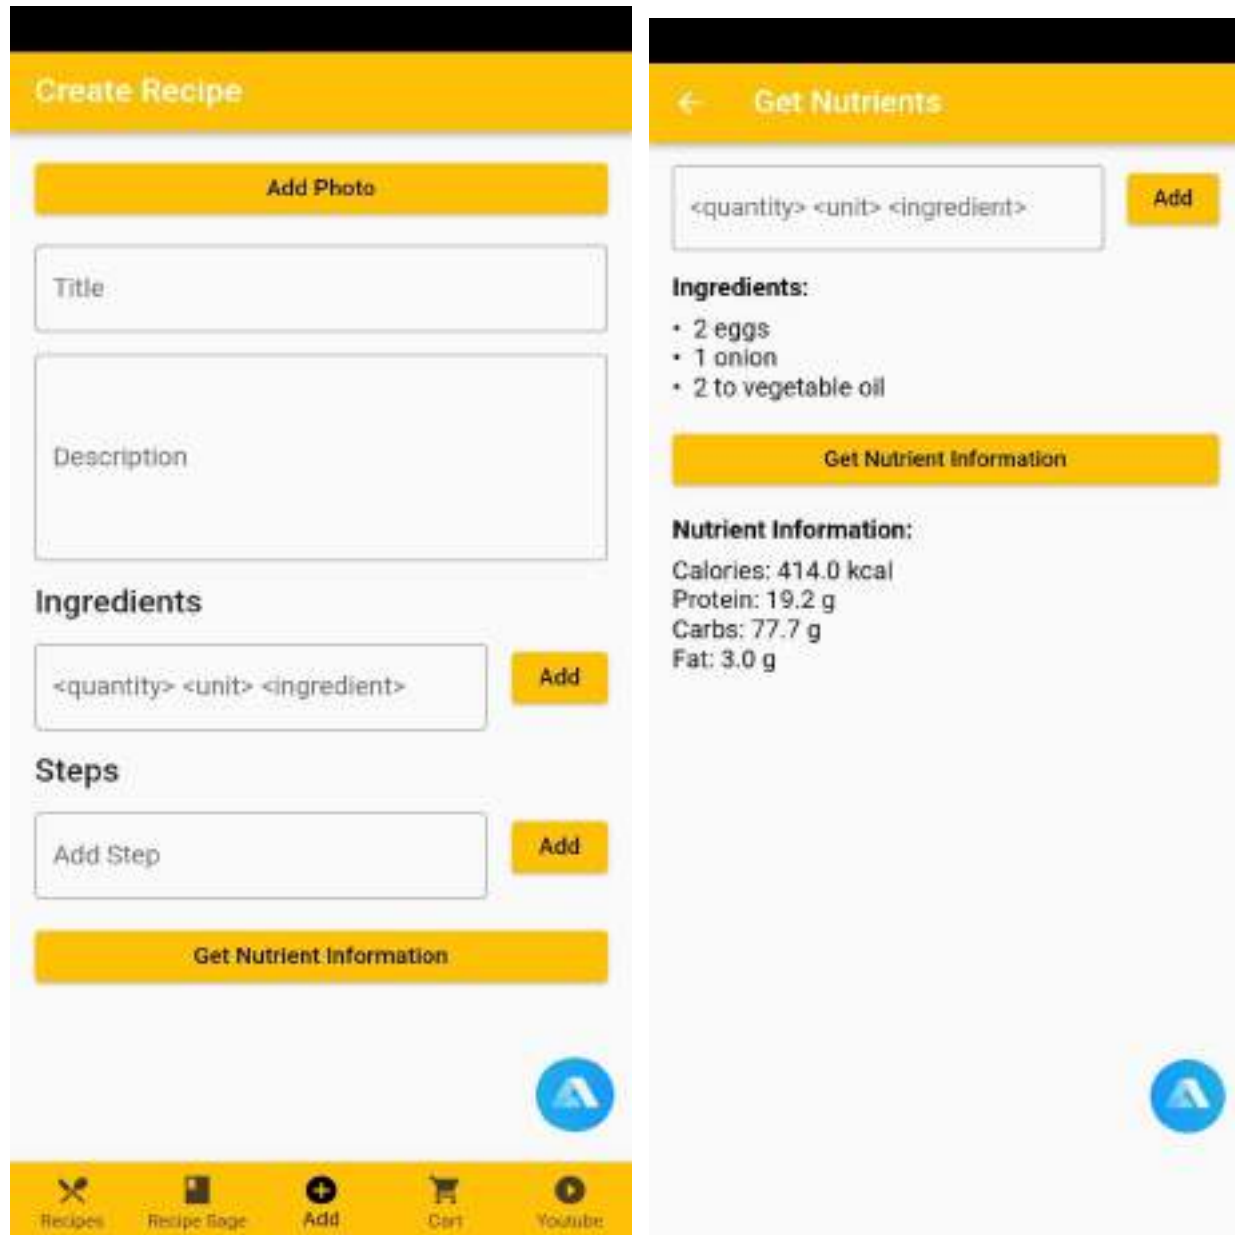 Create Recipe
Add Photo
Title
Description
Ingredients
<quantity> <unit> <ingredient>
Add
Steps
Add Step
Add
Get Nutrient Information
Recipes
Recipe Sage
Add
Cart
Youtube
Get Nutrients
<quantity> <unit> <ingredient>
Add
Ingredients:
• 2 eggs
• 1 onion
• 2 to vegetable oil
Get Nutrient Information
Nutrient Information:
Calories: 414.0 kcal
Protein: 19.2 g
Carbs: 77.7 g
Fat: 3.0 g